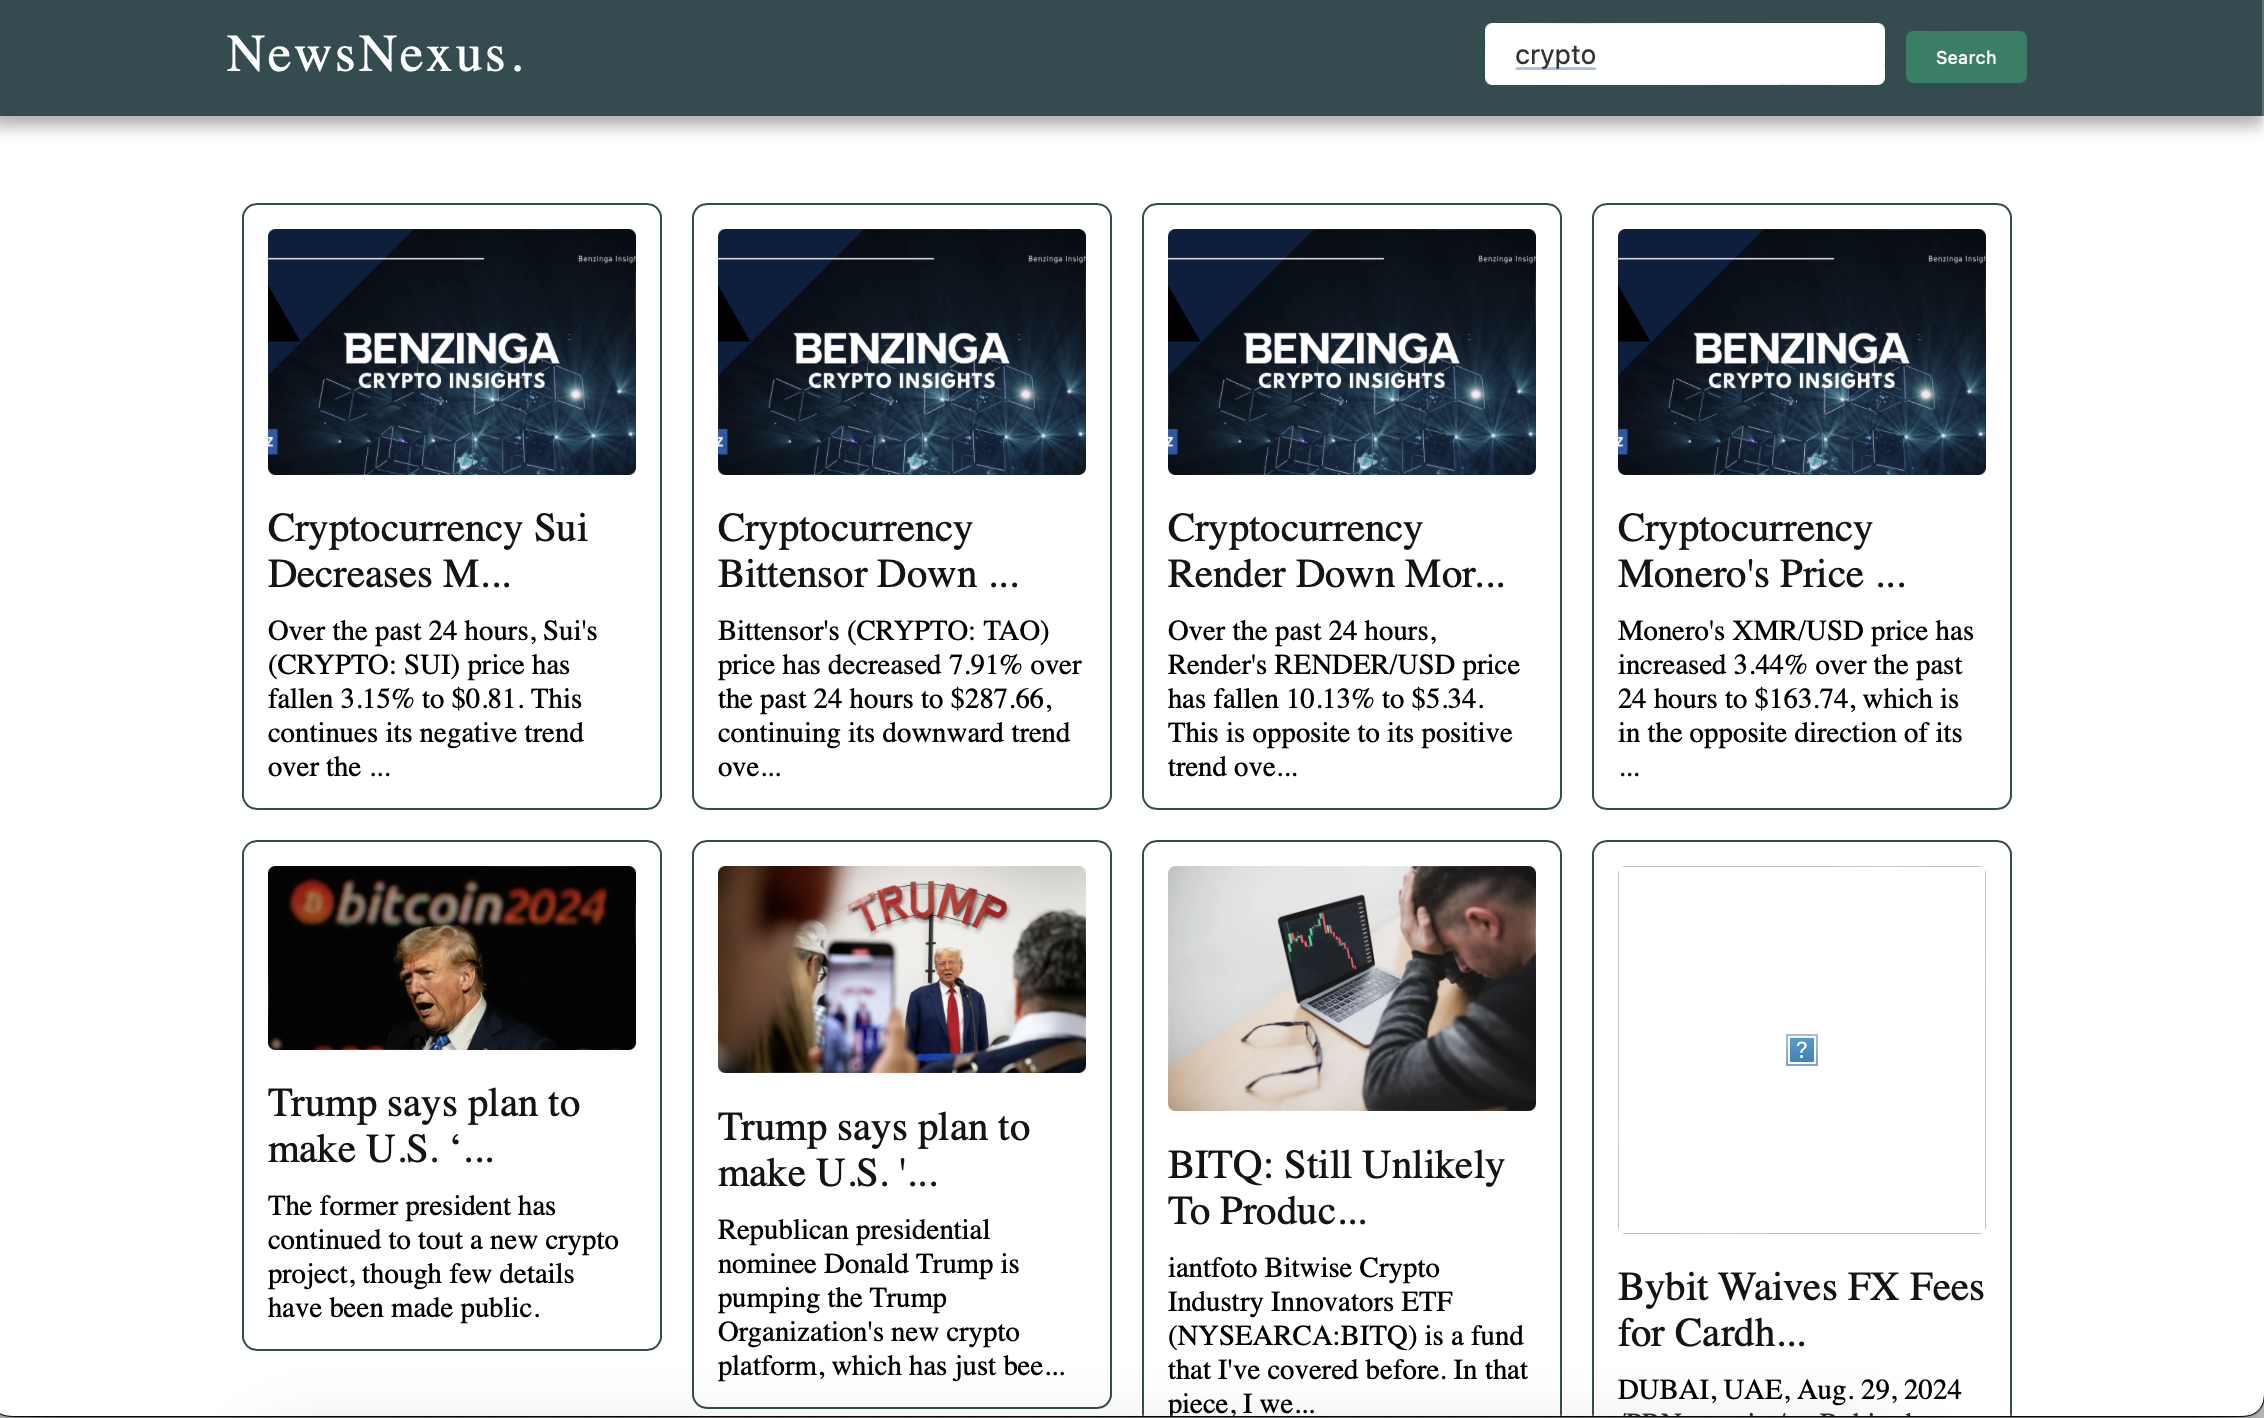 NewsNexus.
crypto
Search
Benzinga Insigh
BENZINGA
CRYPTO INSIGHTS
Z
Cryptocurrency Sui
Decreases M...
Over the past 24 hours, Sui's
(CRYPTO: SUI) price has
fallen 3.15% to $0.81. This
continues its negative trend
over the ...
Benzinga Insigh
BENZINGA
CRYPTO INSIGHTS
Z
Cryptocurrency
Bittensor Down ...
Bittensor's (CRYPTO: TAO)
price has decreased 7.91% over
the past 24 hours to $287.66,
continuing its downward trend
ove...
Benzinga Insigh
BENZINGA
CRYPTO INSIGHTS
Z
Cryptocurrency
Render Down Mor...
Over the past 24 hours,
Render's RENDER/USD price
has fallen 10.13% to $5.34.
This is opposite to its positive
trend ove...
Benzinga Insigh
BENZINGA
CRYPTO INSIGHTS
Z
Cryptocurrency
Monero's Price ...
Monero's XMR/USD price has
increased 3.44% over the past
24 hours to $163.74, which is
in the opposite direction of its
...
bitcoin2024
Trump says plan to
make U.S. ‘...
The former president has
continued to tout a new crypto
project, though few details
have been made public.
TRUMP
Trump says plan to
make U.S. '...
Republican presidential
nominee Donald Trump is
pumping the Trump
Organization's new crypto
platform, which has just bee...
BITQ: Still Unlikely
To Produc...
iantfoto Bitwise Crypto
Industry Innovators ETF
(NYSEARCA:BITQ) is a fund
that I've covered before. In that
piece, I we...
?
Bybit Waives FX Fees
for Cardh...
DUBAI, UAE, Aug. 29, 2024